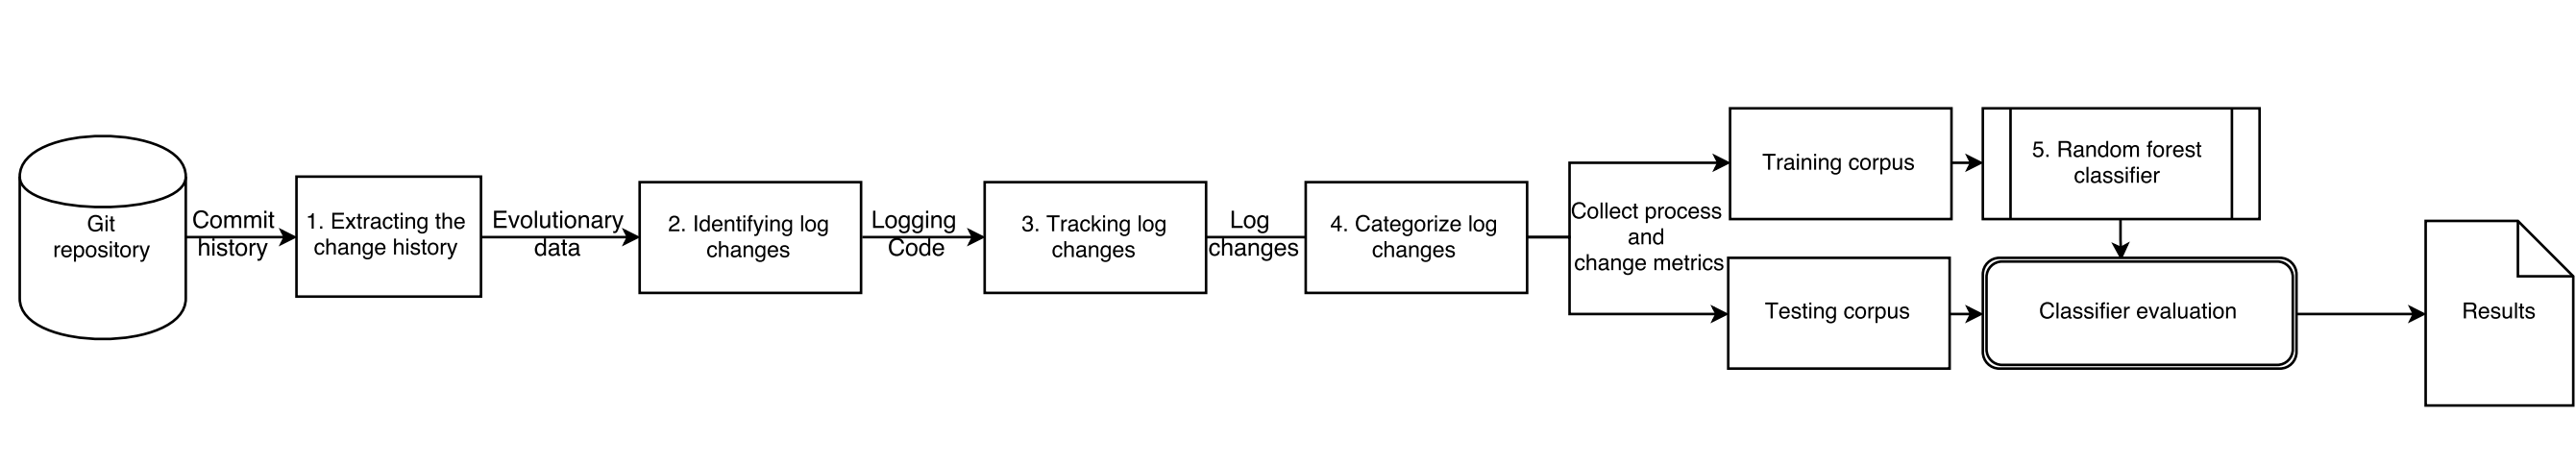 Git
repository
Commit
history
1. Extracting the
change history
Evolutionary
data
2. Identifying log
changes
Logging
Code
3. Tracking log
changes
Log
changes
4. Categorize log
changes
Collect process
and
change metrics
Training corpus
5. Random forest
classifier
Testing corpus
Classifier evaluation
Results